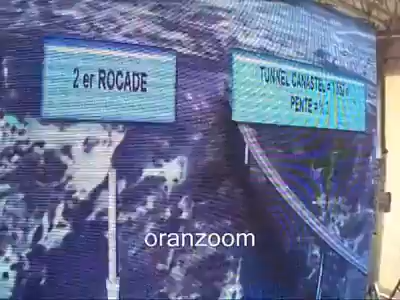 2 er ROCADE
TUNNEL CANASTEL =
PENTE =
oranzoom